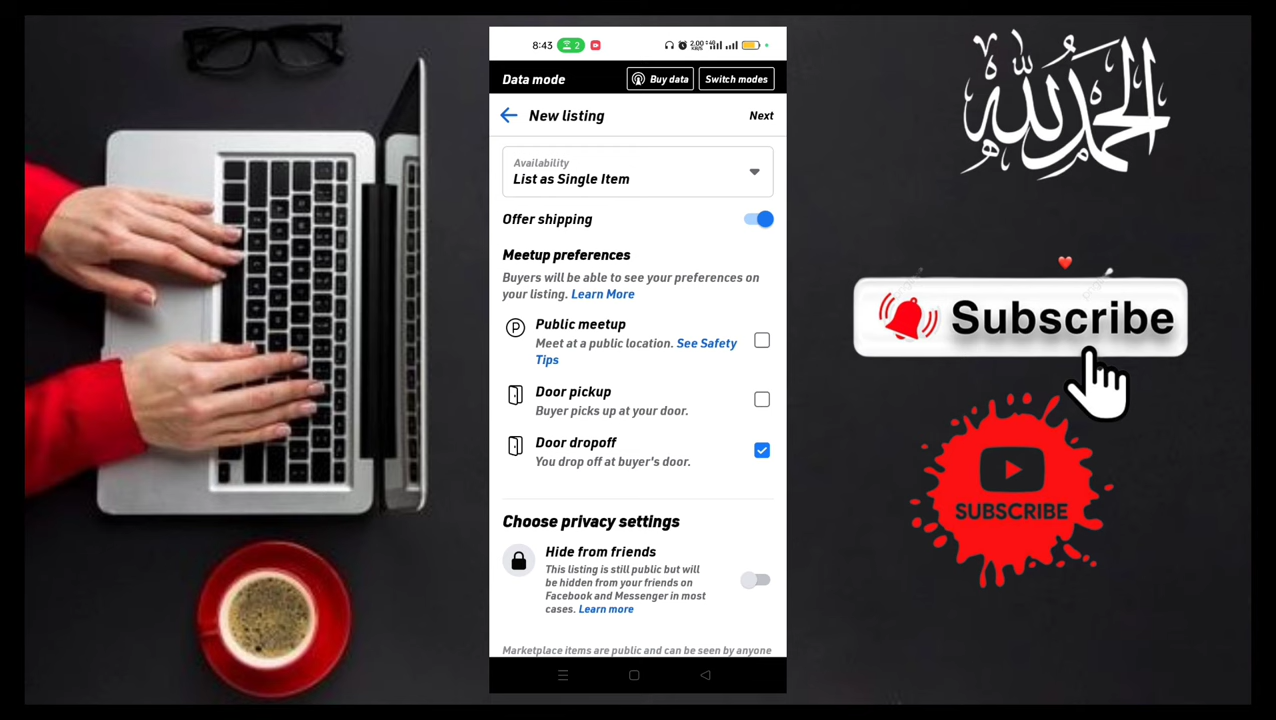 8:43
2
2.00
KB/S
4G
Data mode
Buy data
Switch modes
New listing
Next
Availability
List as Single Item
Offer shipping
Meetup preferences
Buyers will be able to see your preferences on
your listing. Learn More
P
Public meetup
Meet at a public location. See Safety
Tips
Door pickup
Buyer picks up at your door.
Door dropoff
You drop off at buyer's door.
Choose privacy settings
Hide from friends
This listing is still public but will
be hidden from your friends on
Facebook and Messenger in most
cases. Learn more
Marketplace items are public and can be seen by anyone
الحمد لله
Subscribe
SUBSCRIBE